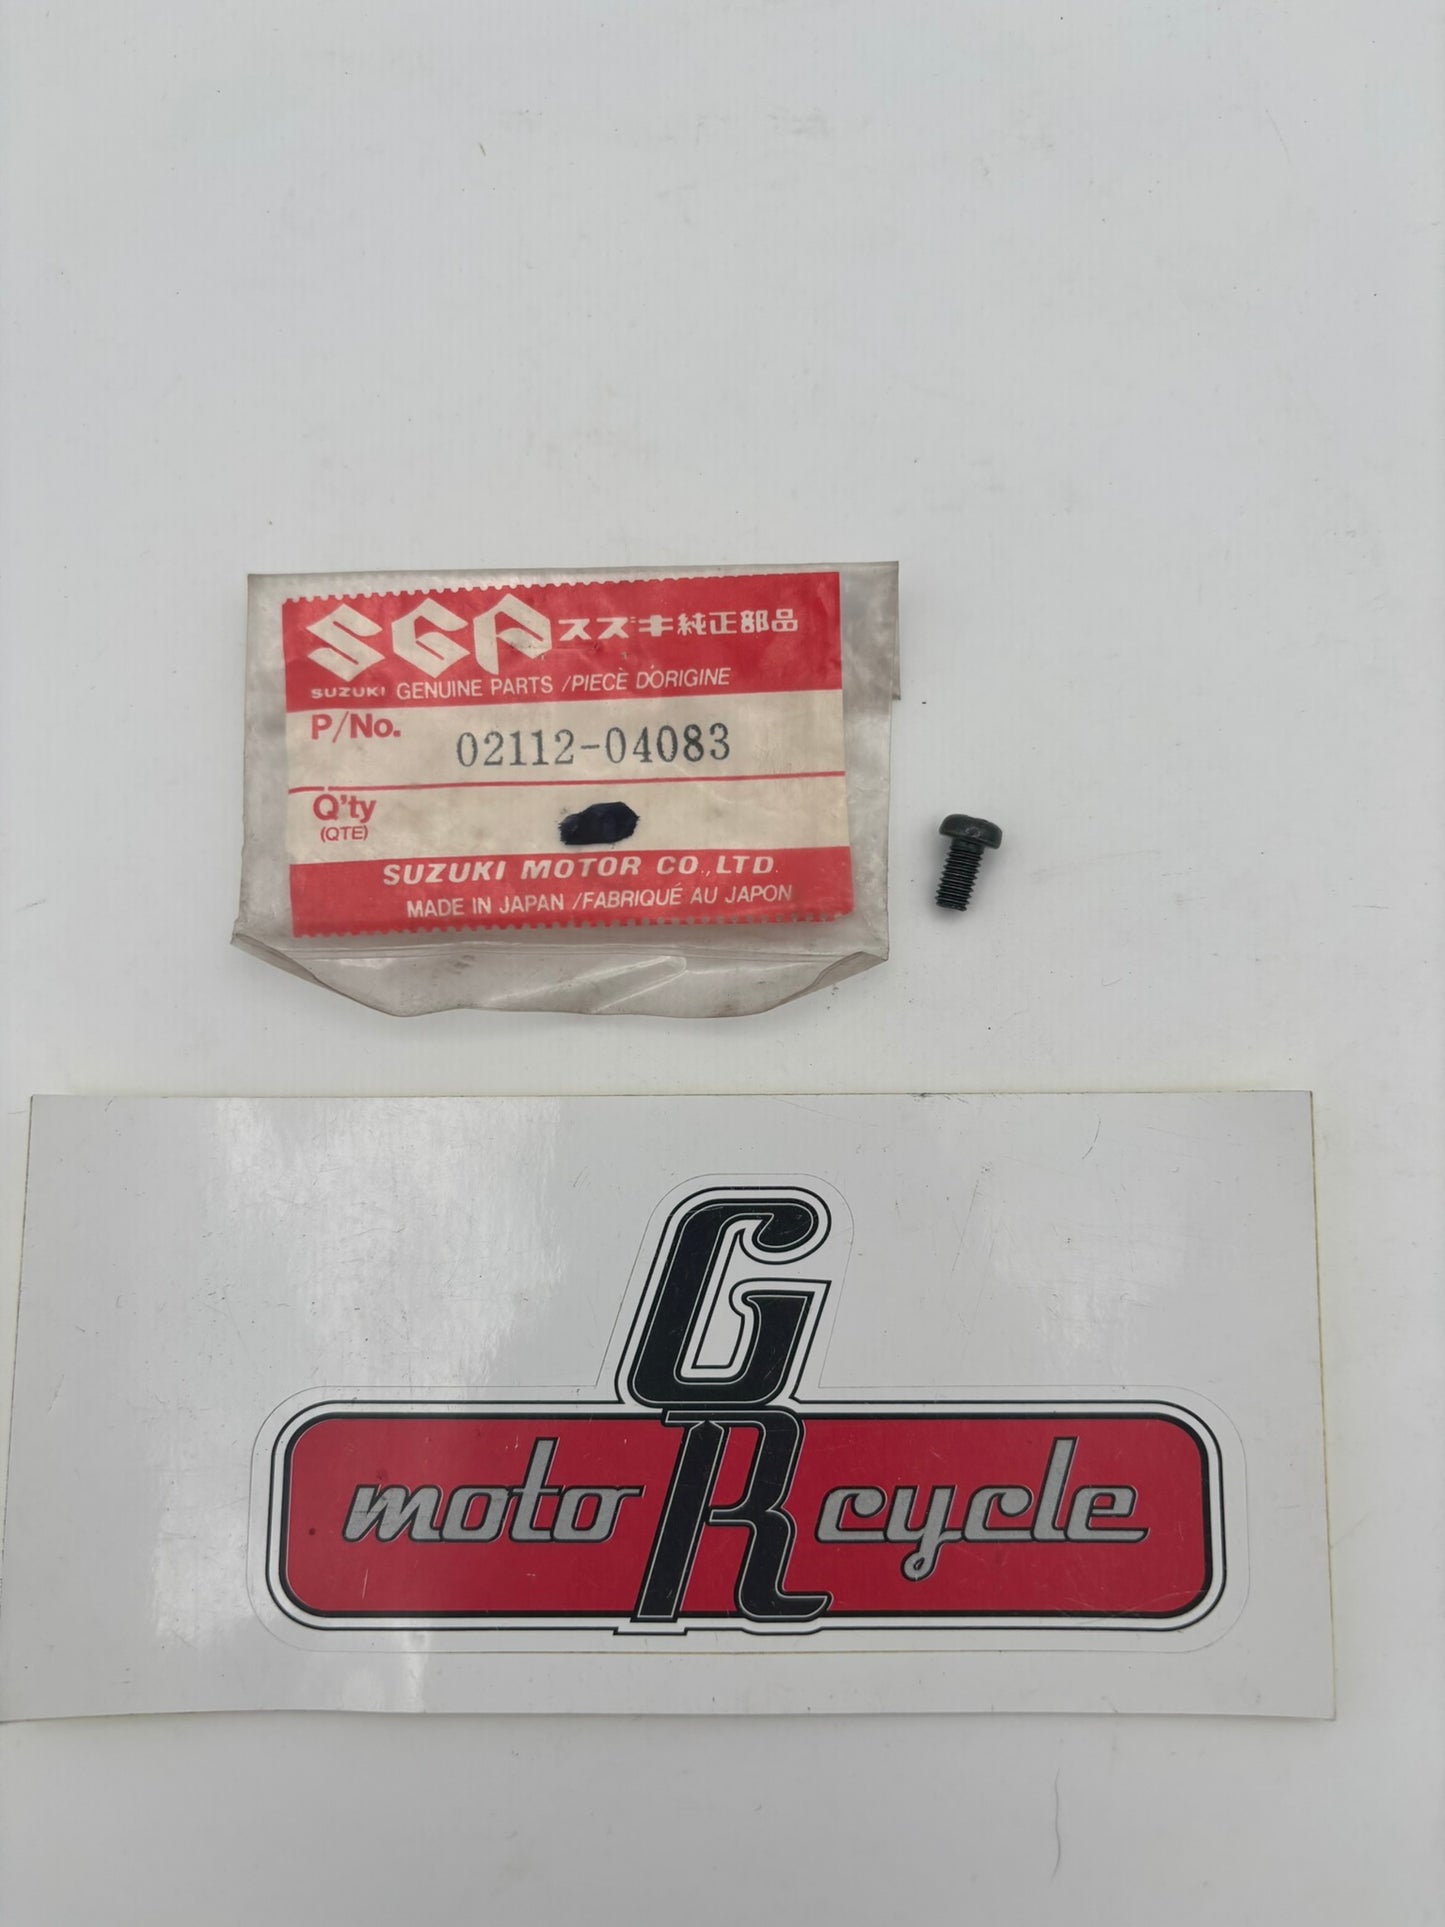 SGP スズキ純正部品
SUZUKI GENUINE PARTS /PIECÈ D'ORIGINE
P/No.
02112-04083
Q'ty
(QTE)
SUZUKI MOTOR CO.,LTD.
MADE IN JAPAN /FABRIQUÉ AU JAPON
G
moto R cycle